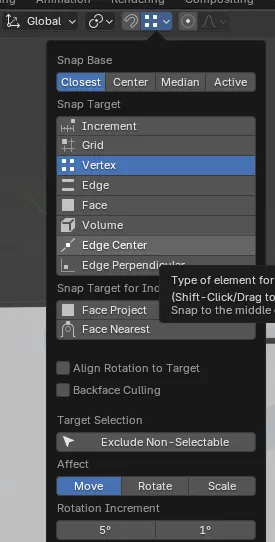 Global
Snap Base
Closest Center Median Active
Snap Target
Increment
Grid
Vertex
Edge
Face
Volume
Edge Center
Edge Perpendicular
Type of element for
(Shift-Click/Drag to
Snap to the middle
Snap Target for Ind
Face Project
Face Nearest
Align Rotation to Target
Backface Culling
Target Selection
Exclude Non-Selectable
Affect
Move Rotate Scale
Rotation Increment
5° 1°